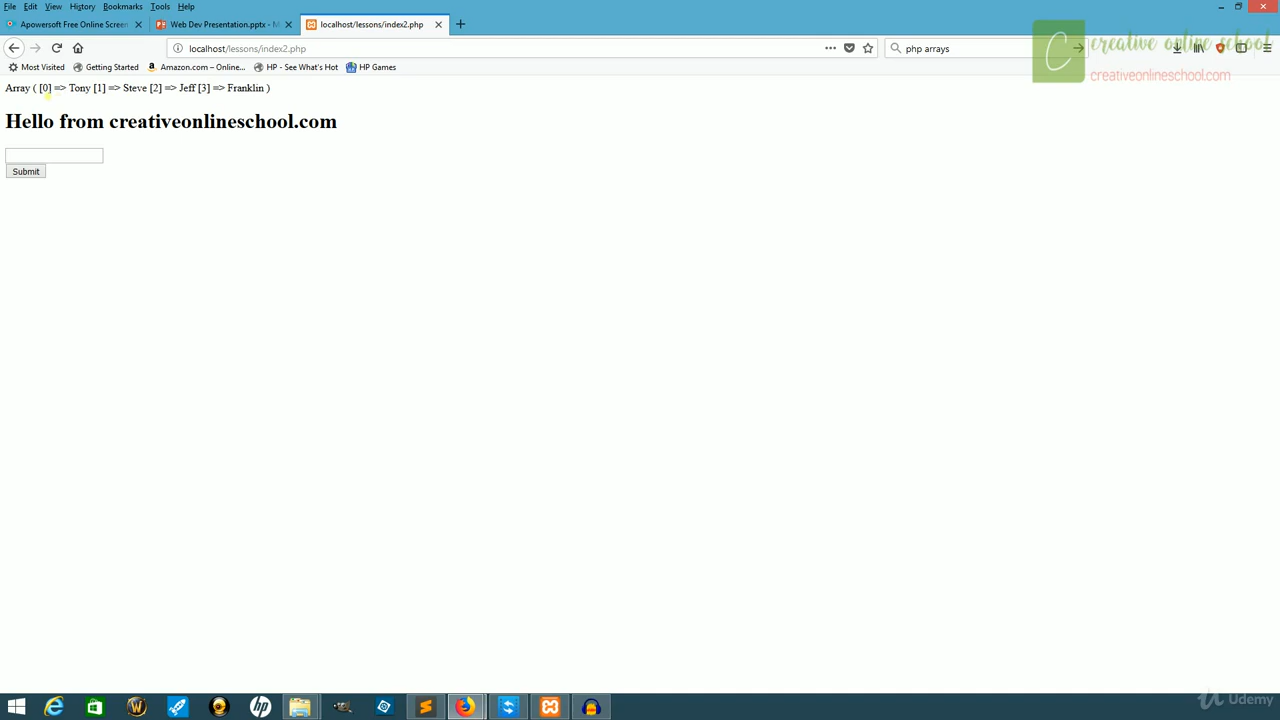 File Edit View History Bookmarks Tools Help
Apowersoft Free Online Screen
Web Dev Presentation.pptx - M
localhost/lessons/index2.php
localhost/lessons/index2.php
php arrays
creative online school
creativeonlineschool.com
Most Visited Getting Started Amazon.com – Online... HP - See What's Hot HP Games
Array ( [0] => Tony [1] => Steve [2] => Jeff [3] => Franklin )
Hello from creativeonlineschool.com
Submit
Udemy